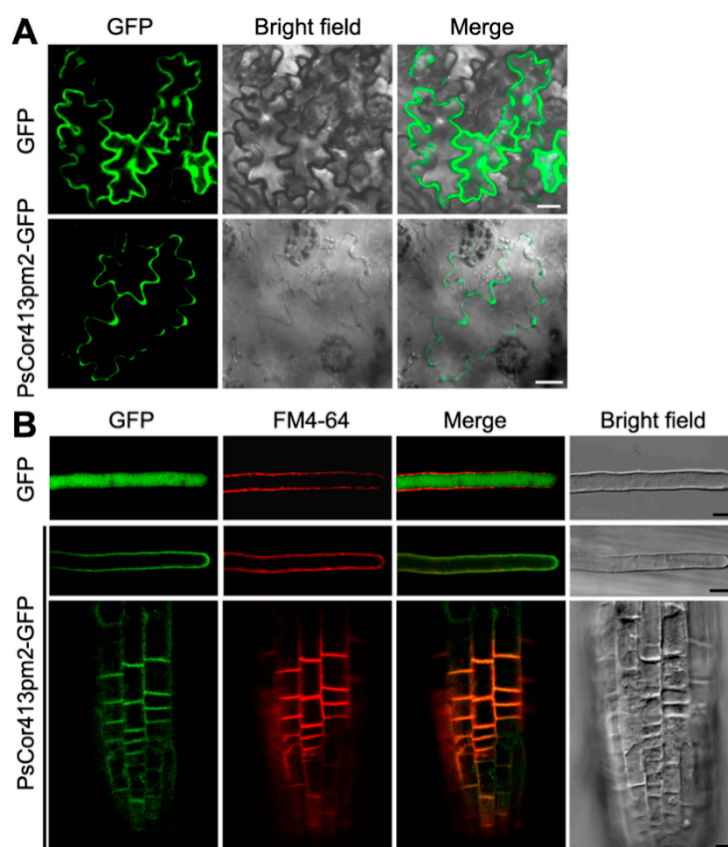 A
GFP Bright field Merge
GFP
PsCor413pm2-GFP
B
GFP FM4-64 Merge Bright field
GFP
PsCor413pm2-GFP